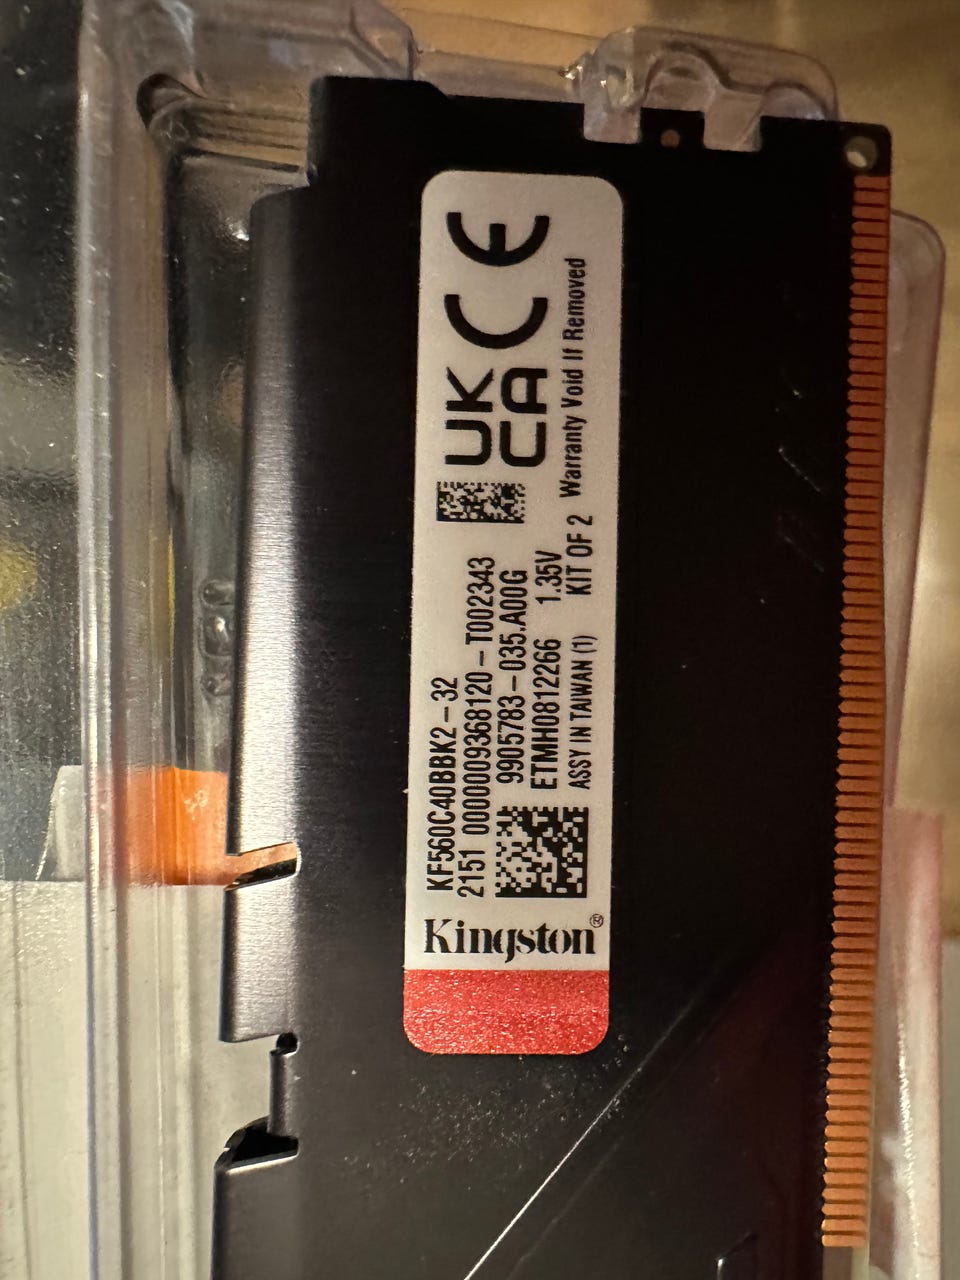 KF560C40BBK2-32
2151 000009368120-T002343
9905783-035.A00G
ETMH0812266 1.35V
ASSY IN TAIWAN (1) KIT OF 2 Warranty Void If Removed
Kingston®
UK
CA
CE